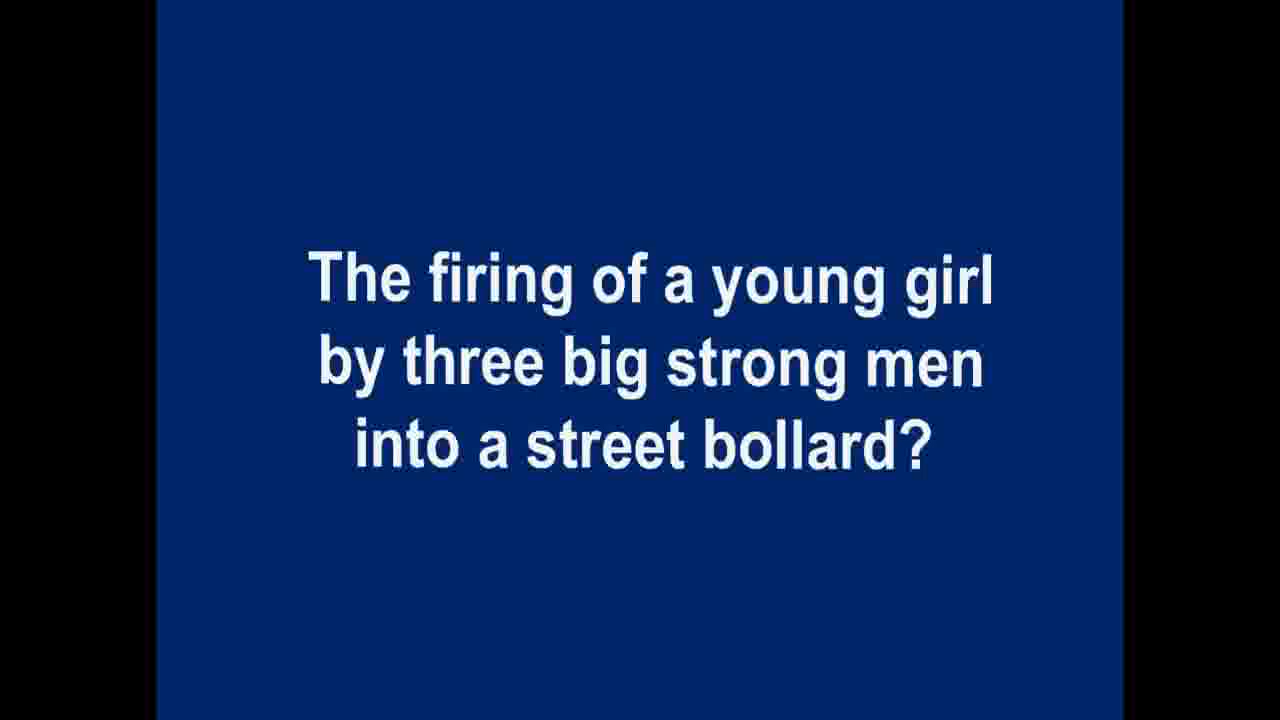 The firing of a young girl
by three big strong men
into a street bollard?